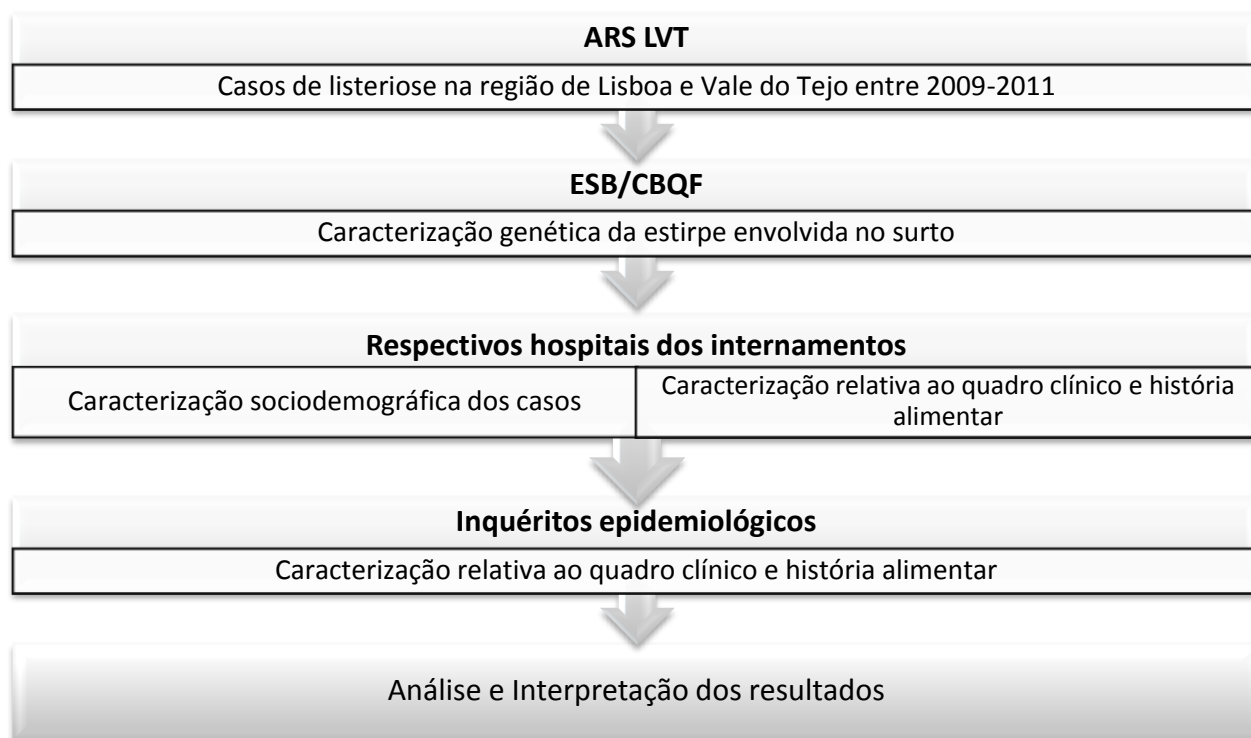 ARS LVT
Casos de listeriose na região de Lisboa e Vale do Tejo entre 2009-2011
ESB/CBQF
Caracterização genética da estirpe envolvida no surto
Respectivos hospitais dos internamentos
Caracterização sociodemográfica dos casos
Caracterização relativa ao quadro clínico e história
alimentar
Inquéritos epidemiológicos
Caracterização relativa ao quadro clínico e história alimentar
Análise e Interpretação dos resultados